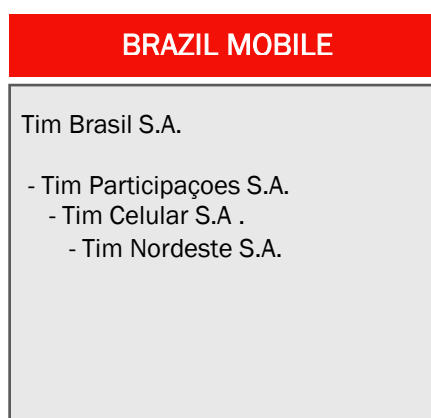 BRAZIL MOBILE
Tim Brasil S.A.
- Tim Participaçoes S.A.
- Tim Celular S.A .
- Tim Nordeste S.A.